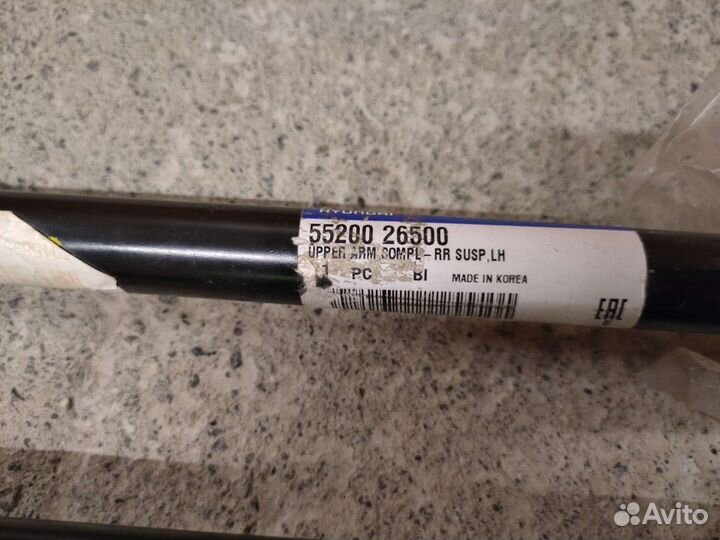 HYUNDAI
55200 26500
UPPER ARM COMPL-RR SUSP,LH
1 PC BI MADE IN KOREA
EAC
Avito